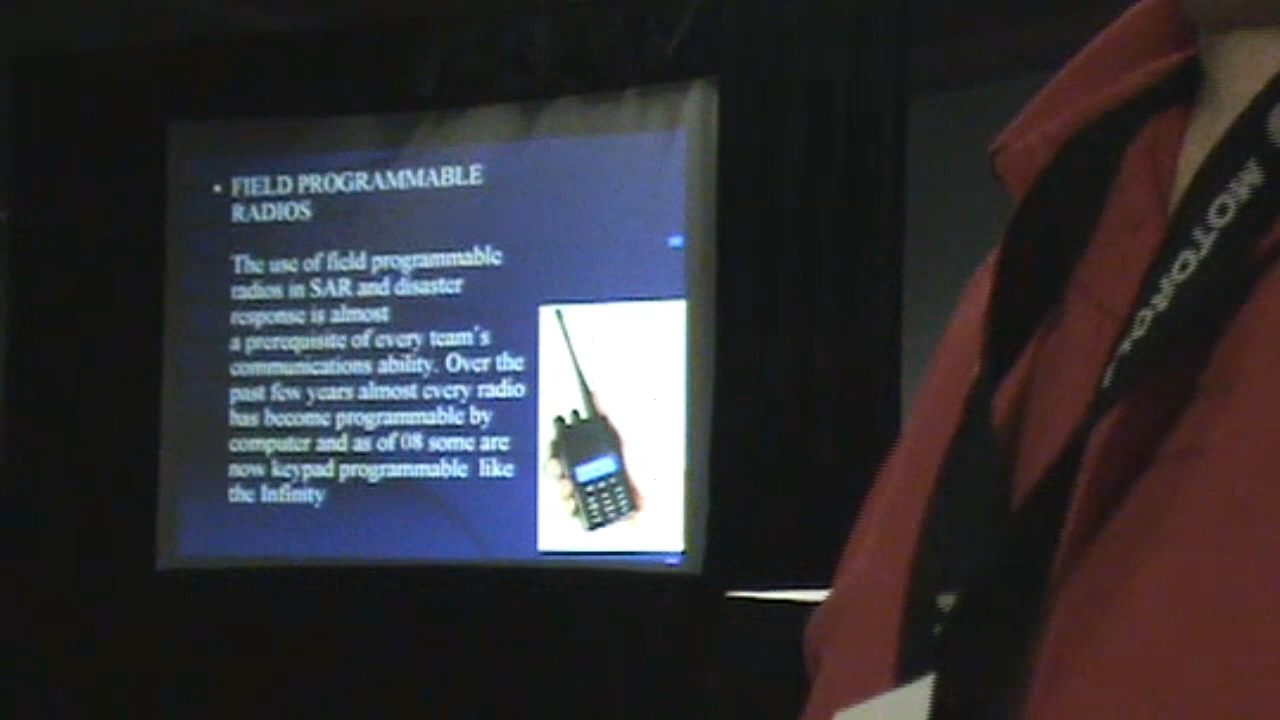 • FIELD PROGRAMMABLE
RADIOS
The use of field programmable
radios in SAR and disaster
response is almost
a prerequisite of every team´s
communications ability. Over the
past few years almost every radio
has become programmable by
computer and as of 08 some are
now keypad programmable like
the Infinity
MOTOROL